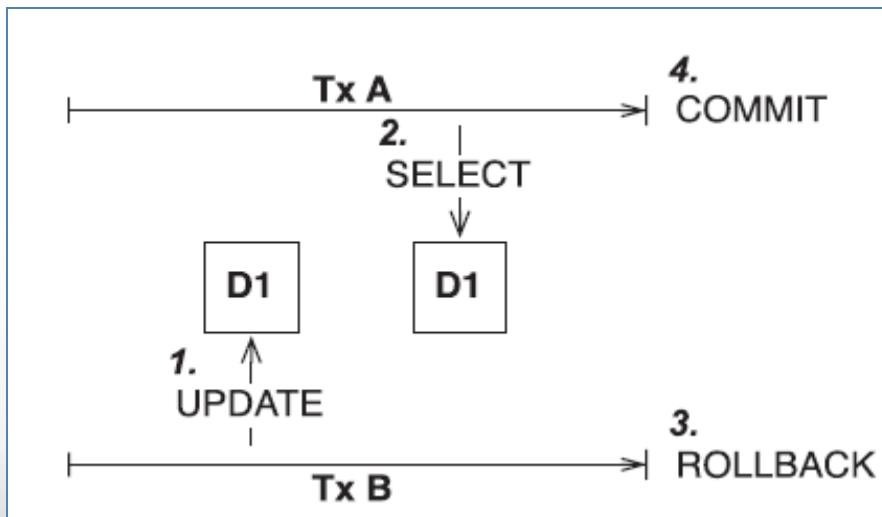 4.
Tx A
COMMIT
2.
SELECT
D1 D1
1.
UPDATE
3.
Tx B
ROLLBACK